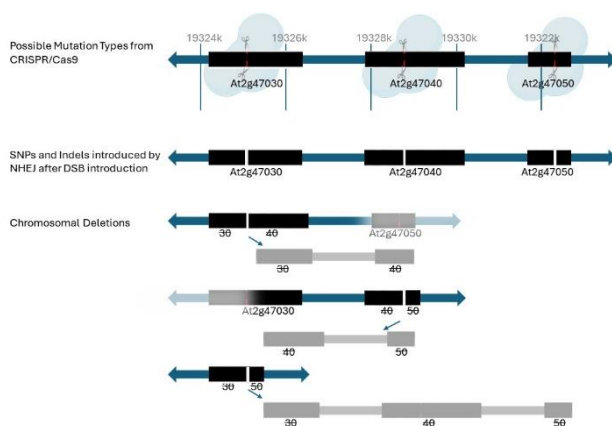 19324k 19326k 19328k 19330k 19322k
Possible Mutation Types from
CRISPR/Cas9
At2g47030 At2g47040 At2g47050
SNPs and Indels introduced by
NHEJ after DSB introduction
At2g47030 At2g47040 At2g47050
Chromosomal Deletions
30 40 At2g47050
30 40
At2g47030 40 50
40 50
30 50
30 40 50